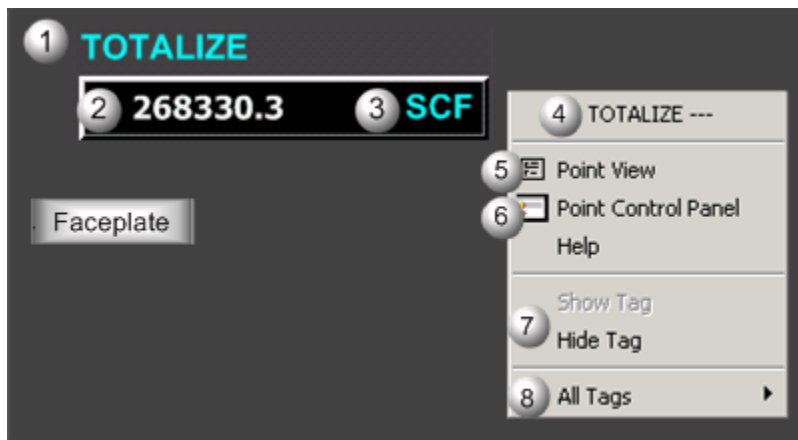 1 TOTALIZE
2 268330.3 3 SCF
4 TOTALIZE ---
5 Point View
6 Point Control Panel
Help
Faceplate
Show Tag
7
Hide Tag
8 All Tags